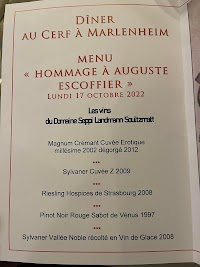 DÎNER
AU CERF À MARLENHEIM
MENU
« HOMMAGE À AUGUSTE
ESCOFFIER »
LUNDI 17 OCTOBRE 2022
Les vins
du Domaine Seppi Landmann Soultzmatt
Magnum Crémant Cuvée Erotique
millésime 2002 dégorgé 2012
***
Sylvaner Cuvée Z 2009
***
Riesling Hospices de Strasbourg 2008
***
Pinot Noir Rouge Sabot de Vénus 1997
***
Sylvaner Vallée Noble récolté en Vin de Glace 2005